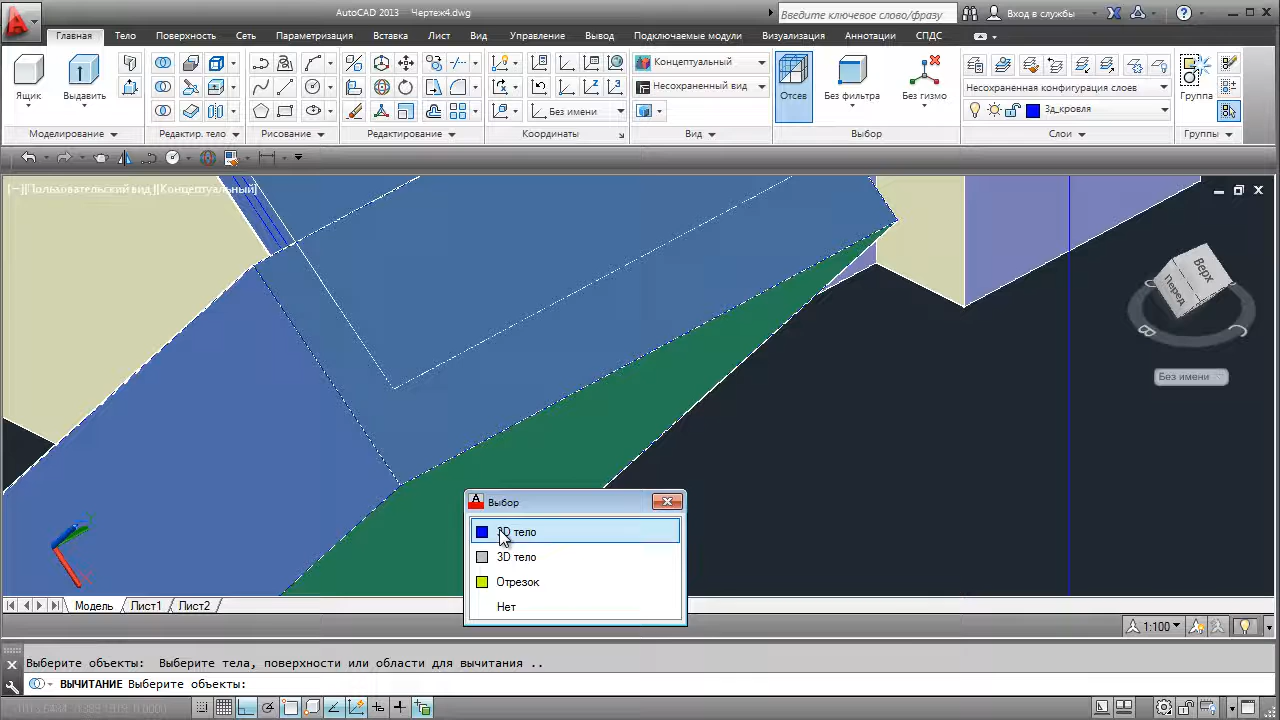 AutoCAD 2013 Чертеж4.dwg
Введите ключевое слово/фразу
Вход в службы
Главная Тело Поверхность Сеть Параметризация Вставка Лист Вид Управление Вывод Подключаемые модули Визуализация Аннотации СПДС
Концептуальный
Несохраненный вид
Без имени
Ящик Выдавить
Отсев Без фильтра Без гизмо
Несохраненная конфигурация слоев
3д_кровля
Группа
Моделирование Редактир. тело Рисование Редактирование Координаты Вид Выбор Слои Группы
[−][Пользовательский вид][Концептуальный]
Верх
Перед
Без имени
Выбор
3D тело
3D тело
Отрезок
Нет
X
Модель Лист1 Лист2
1:100
Выберите объекты: Выберите тела, поверхности или области для вычитания ..
ВЫЧИТАНИЕ Выберите объекты: